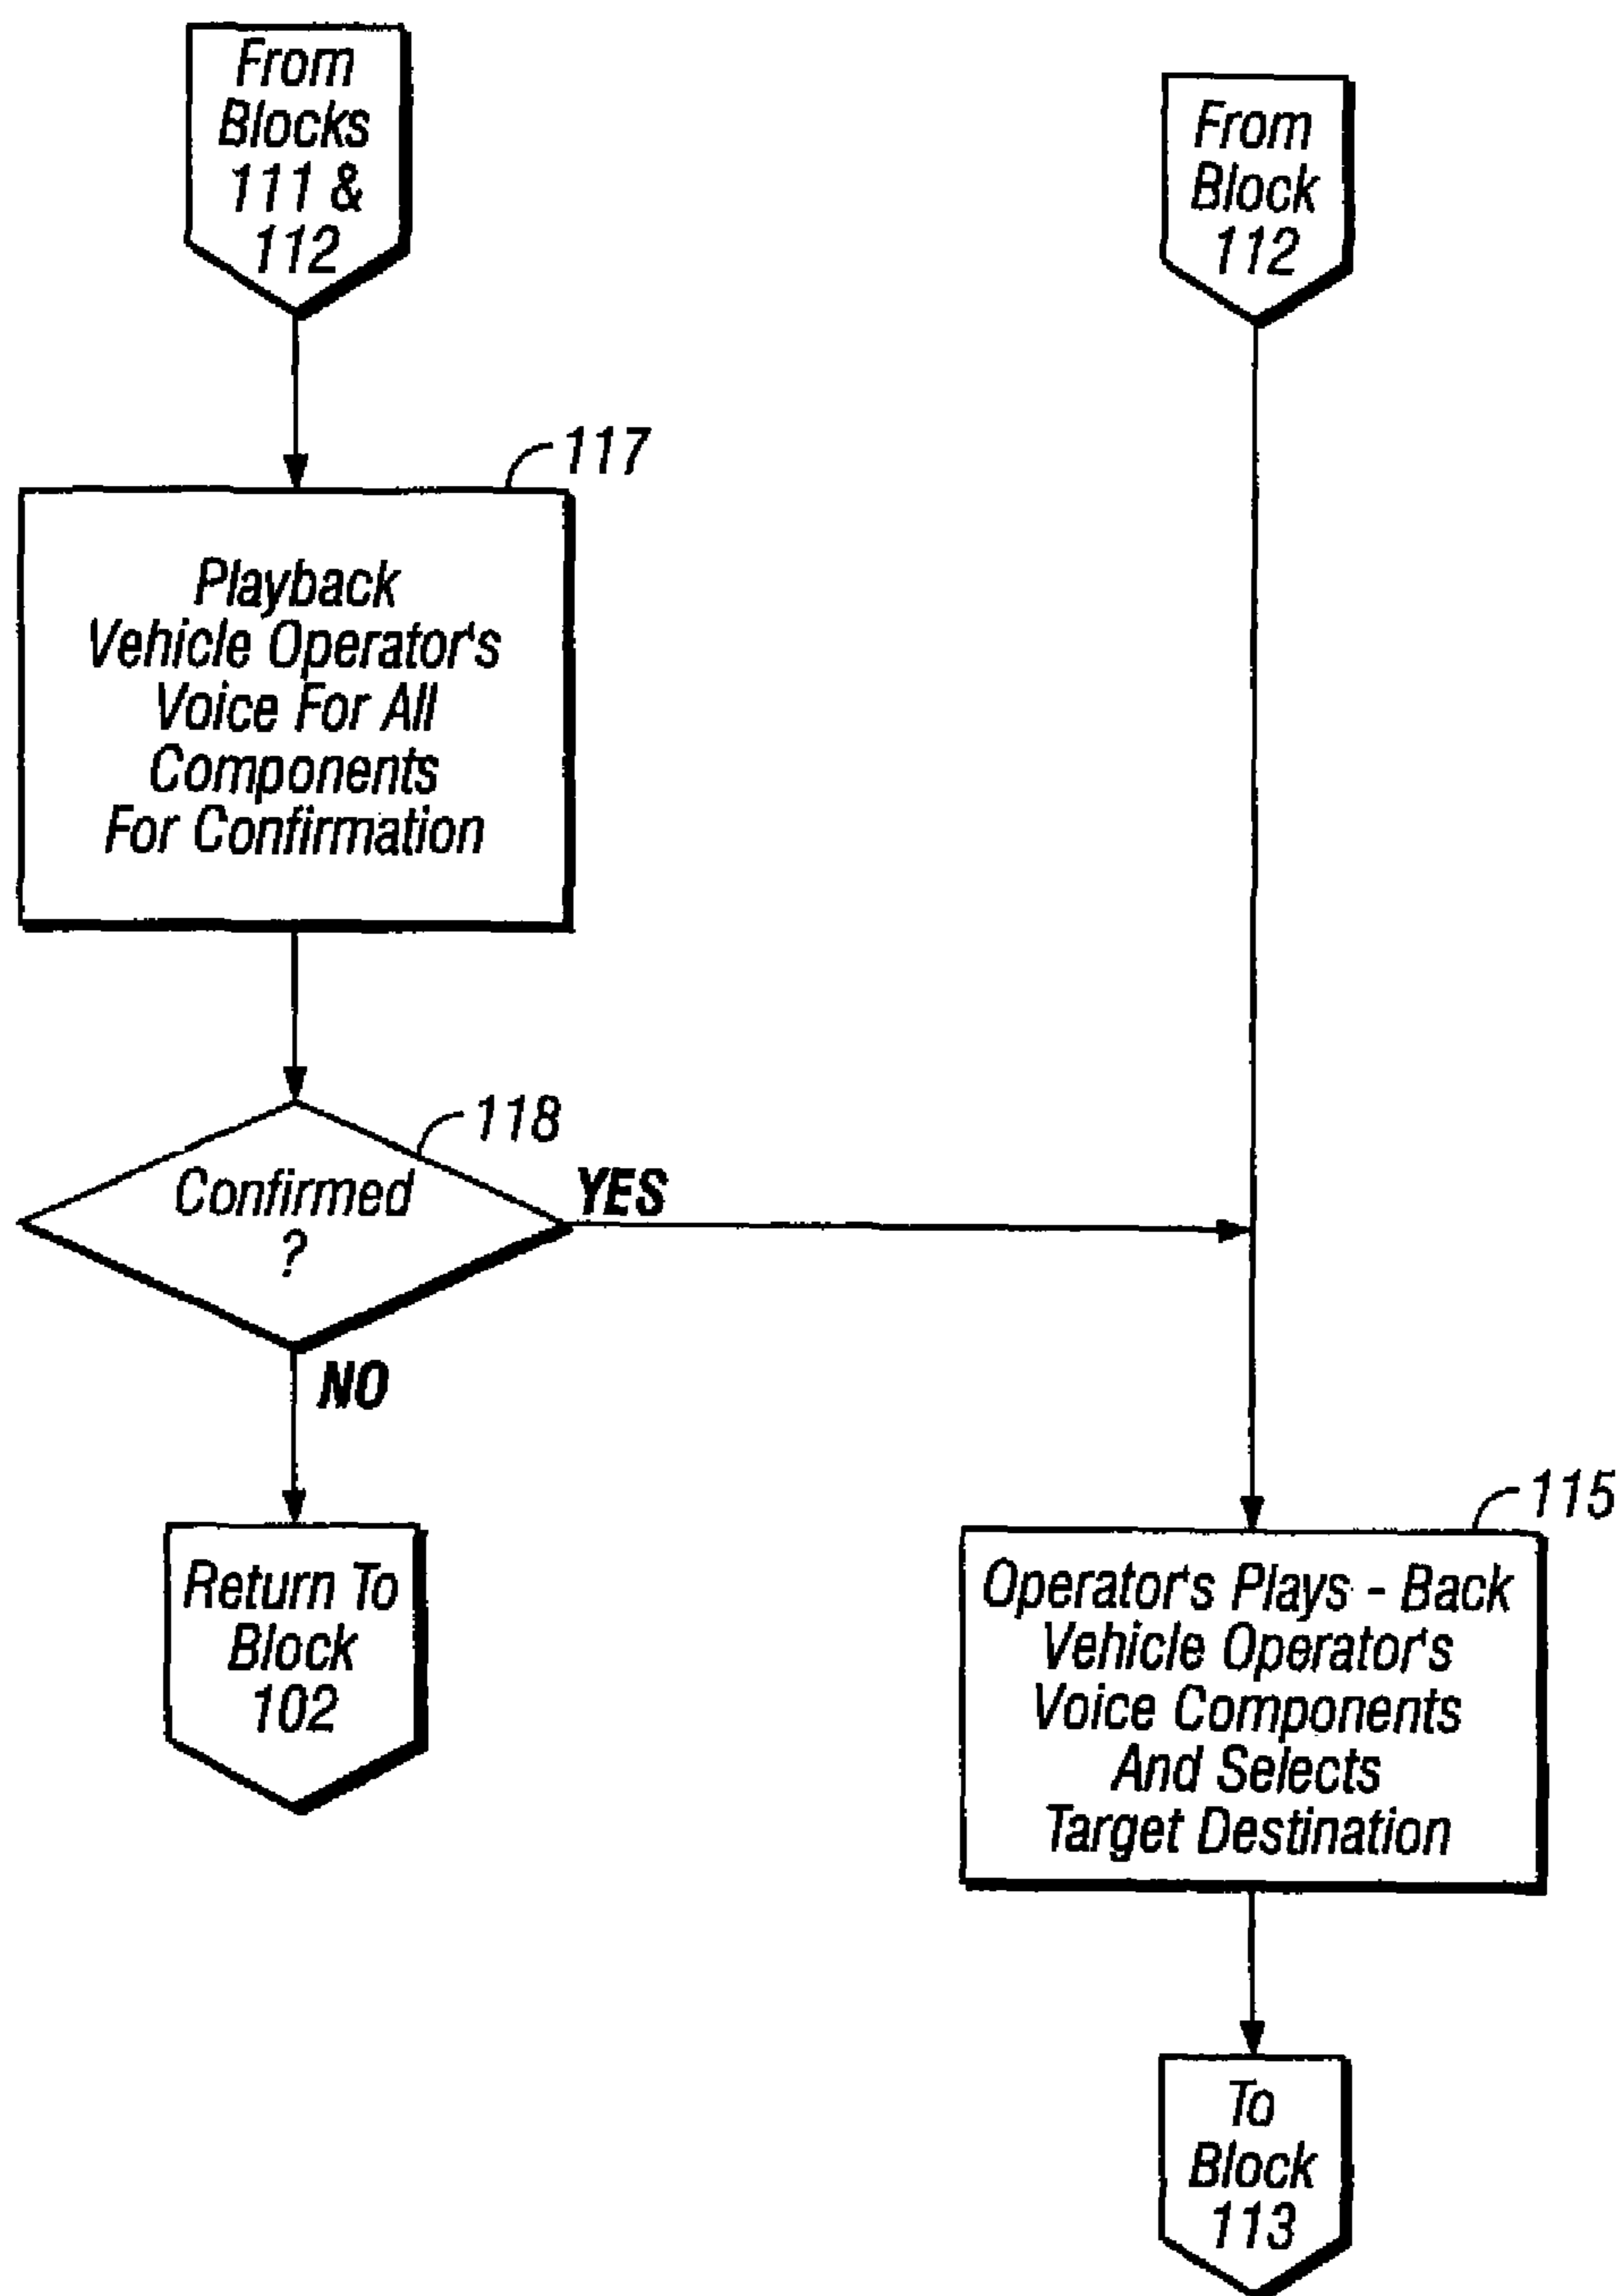 From
Blocks
111 &
112
From
Block
112
117
Playback
Vehicle Operator's
Voice For All
Components
For Confirmation
118
Confirmed
?
YES
NO
Return To
Block
102
115
Operator's Plays - Back
Vehicle Operator's
Voice Components
And Selects
Target Destination
To
Block
113